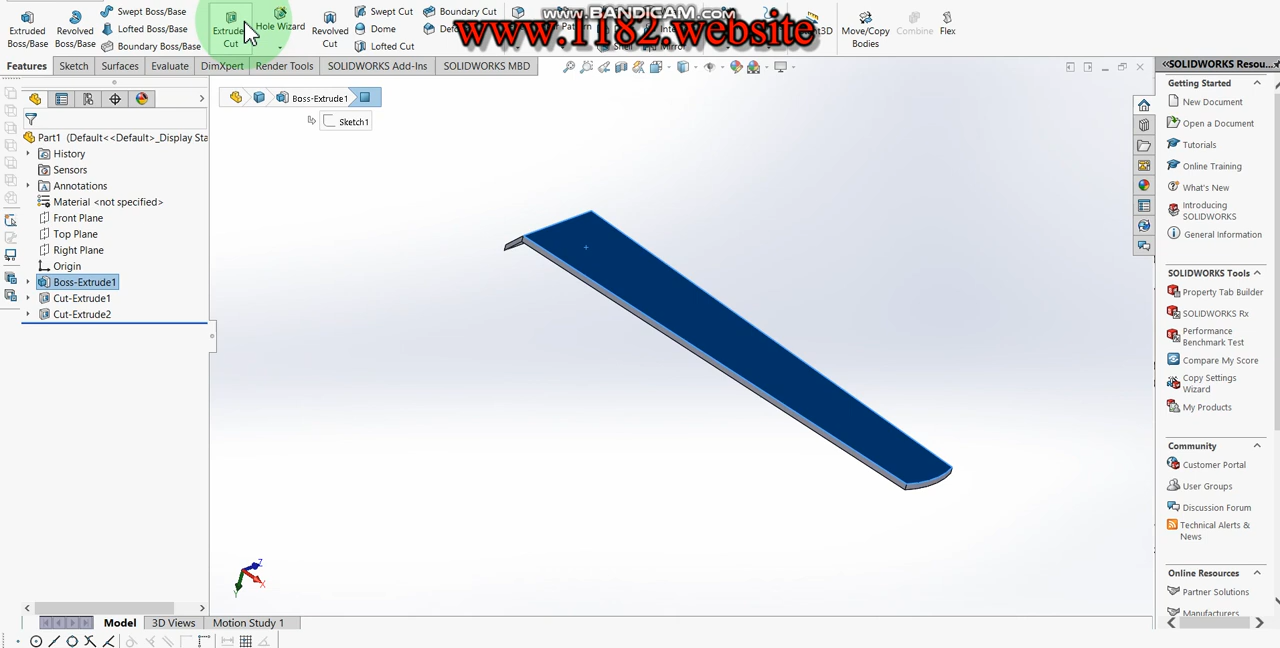 www.BANDICAM.com
www.1182.website
Extruded
Boss/Base
Revolved
Boss/Base
Swept Boss/Base
Lofted Boss/Base
Boundary Boss/Base
Extruded
Cut
Hole Wizard
Revolved
Cut
Swept Cut
Dome
Lofted Cut
Boundary Cut
Move/Copy
Bodies
Combine
Flex
Features
Sketch
Surfaces
Evaluate
DimXpert
Render Tools
SOLIDWORKS Add-Ins
SOLIDWORKS MBD
Boss-Extrude1
Sketch1
Part1 (Default<<Default>_Display Sta
History
Sensors
Annotations
Material <not specified>
Front Plane
Top Plane
Right Plane
Origin
Boss-Extrude1
Cut-Extrude1
Cut-Extrude2
Z
X
Y
Model
3D Views
Motion Study 1
SOLIDWORKS Resou...
Getting Started
New Document
Open a Document
Tutorials
Online Training
What's New
Introducing
SOLIDWORKS
General Information
SOLIDWORKS Tools
Property Tab Builder
SOLIDWORKS Rx
Performance
Benchmark Test
Compare My Score
Copy Settings
Wizard
My Products
Community
Customer Portal
User Groups
Discussion Forum
Technical Alerts &
News
Online Resources
Partner Solutions
Manufacturers